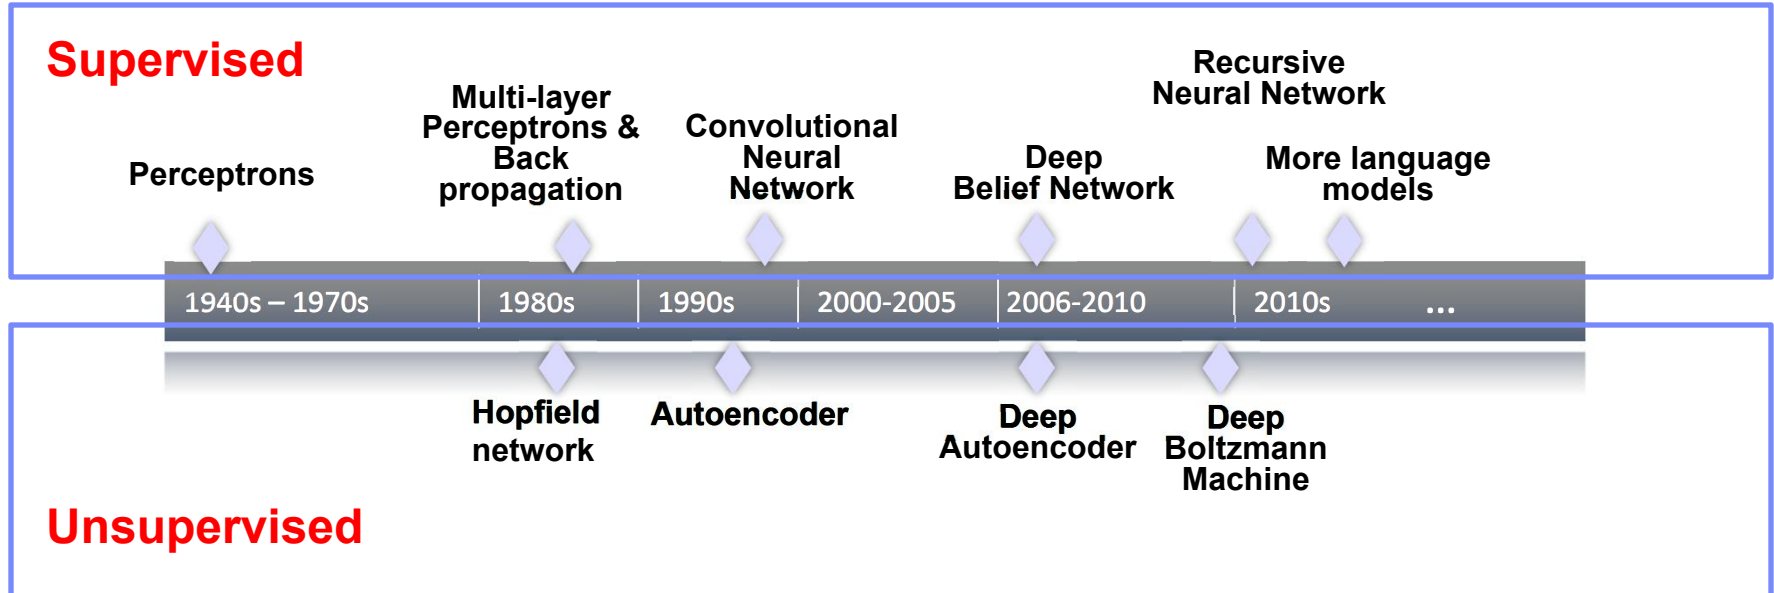 Supervised
Perceptrons
Multi-layer
Perceptrons &
Back
propagation
Convolutional
Neural
Network
Deep
Belief Network
Recursive
Neural Network
More language
models
1940s – 1970s
1980s
1990s
2000-2005
2006-2010
2010s
...
Hopfield
network
Autoencoder
Deep
Autoencoder
Deep
Boltzmann
Machine
Unsupervised